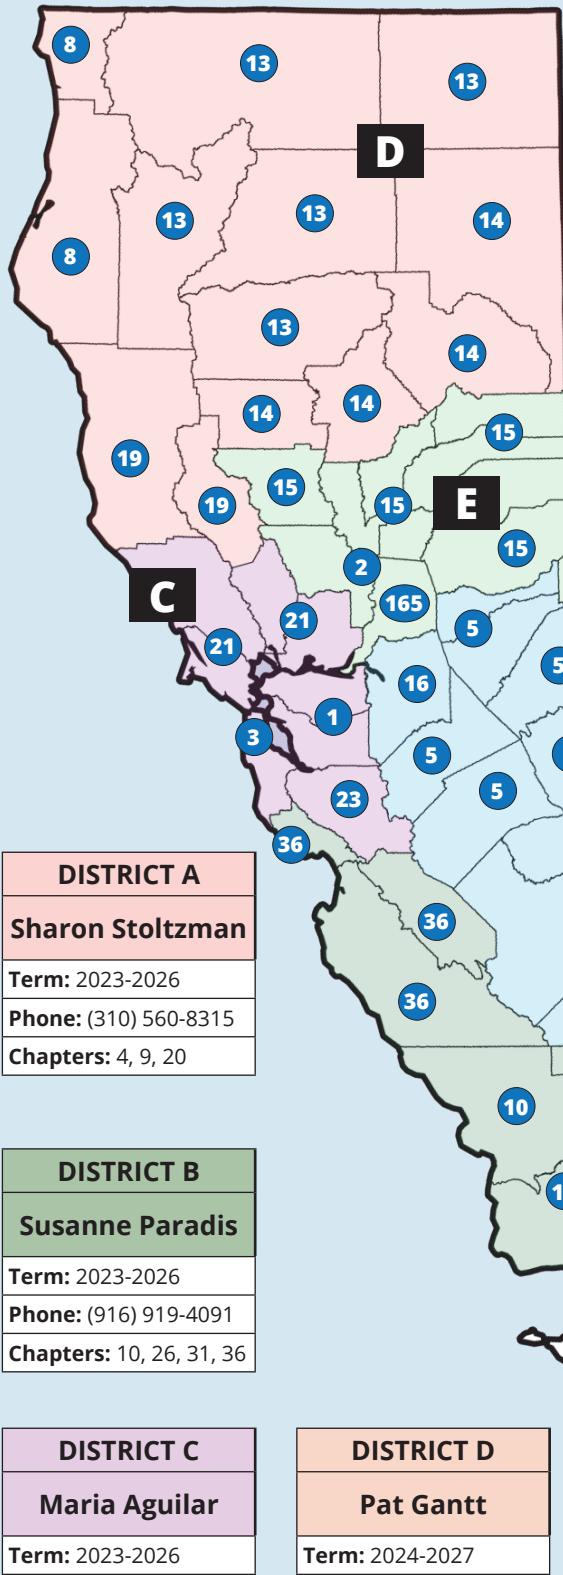 8
13
13
D
13
13
14
8
13
14
14
14
15
19
15
19
15
E
15
2
C
165
21
5
21
5
16
1
3
5
5
23
36
36
36
10
DISTRICT A
Sharon Stoltzman
Term: 2023-2026
Phone: (310) 560-8315
Chapters: 4, 9, 20
DISTRICT B
Susanne Paradis
Term: 2023-2026
Phone: (916) 919-4091
Chapters: 10, 26, 31, 36
DISTRICT C
Maria Aguilar
Term: 2023-2026
DISTRICT D
Pat Gantt
Term: 2024-2027